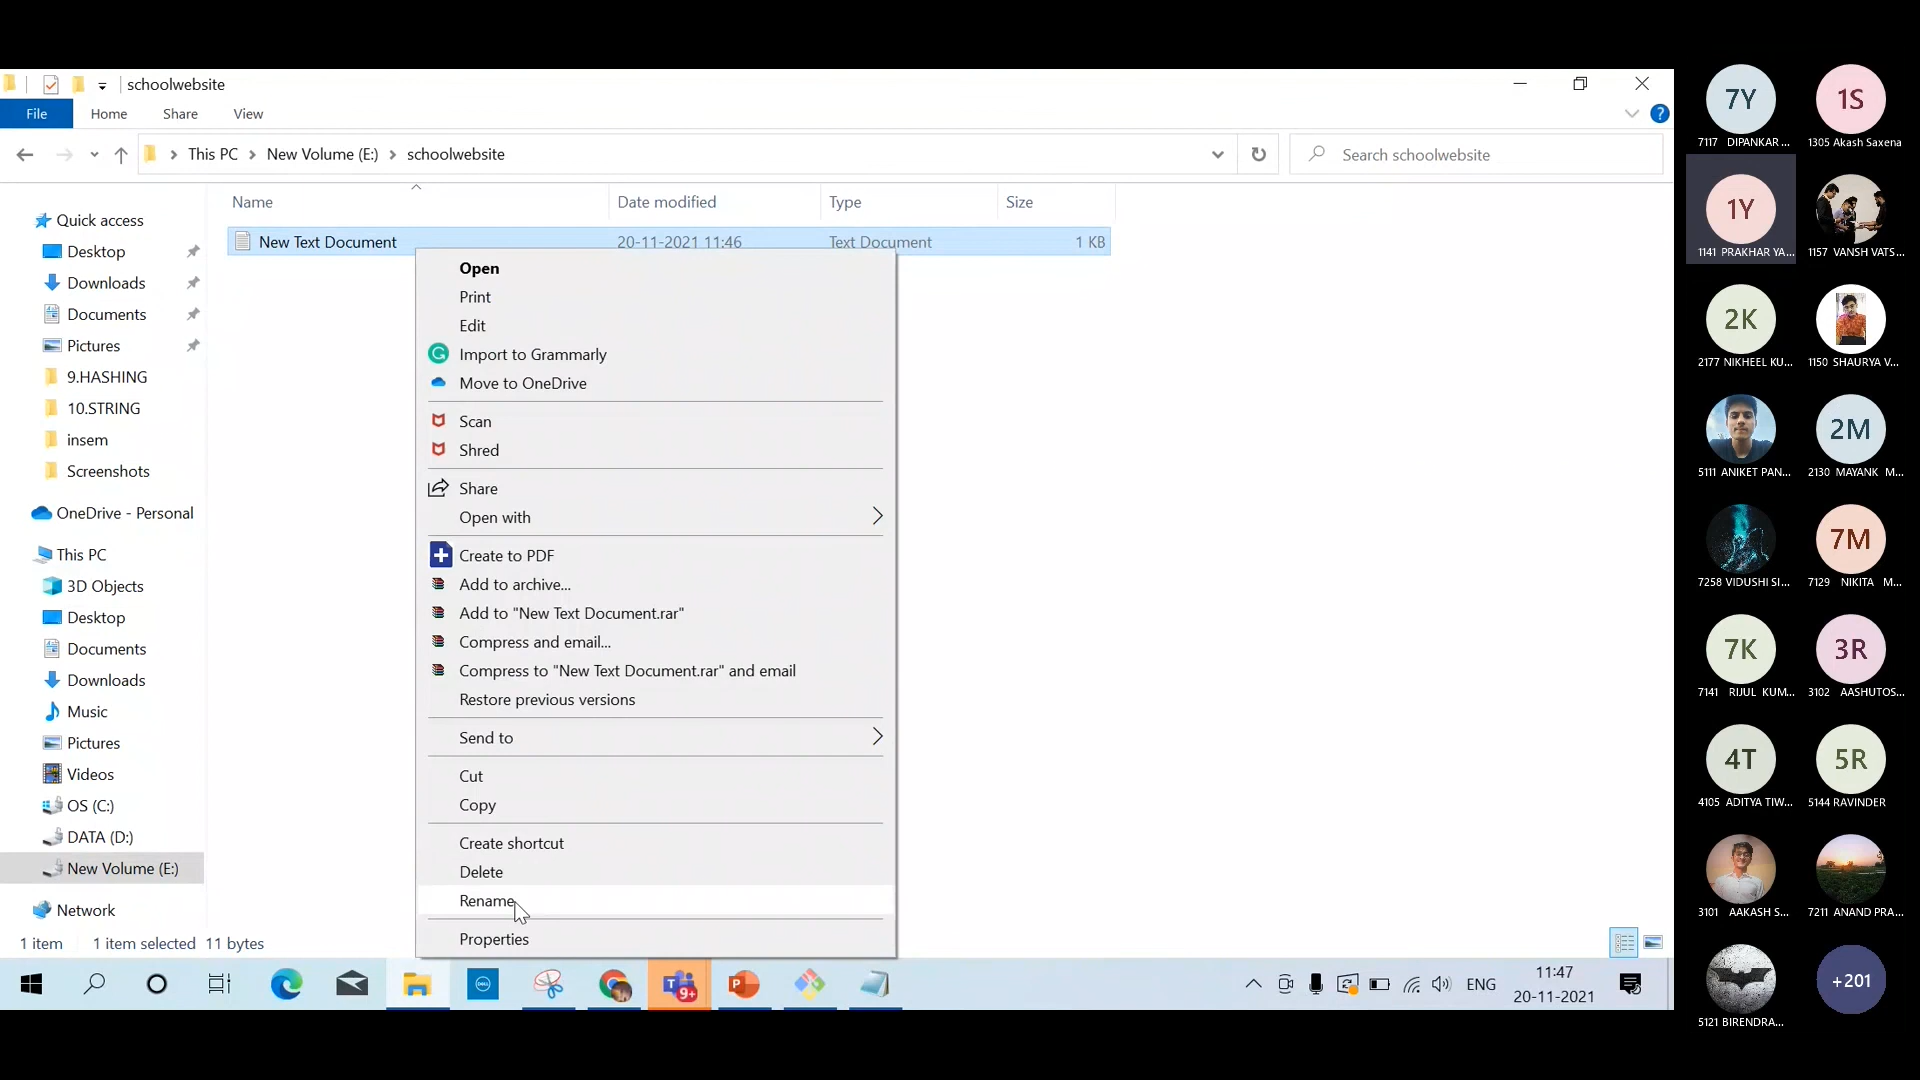 schoolwebsite
File
Home
Share
View
This PC
New Volume (E:)
schoolwebsite
Search schoolwebsite
Name
Date modified
Type
Size
New Text Document
20-11-2021 11:46
Text Document
1 KB
Quick access
Desktop
Downloads
Documents
Pictures
9.HASHING
10.STRING
insem
Screenshots
OneDrive - Personal
This PC
3D Objects
Desktop
Documents
Downloads
Music
Pictures
Videos
OS (C:)
DATA (D:)
New Volume (E:)
Network
1 item
1 item selected
11 bytes
Open
Print
Edit
Import to Grammarly
Move to OneDrive
Scan
Shred
Share
Open with
Create to PDF
Add to archive...
Add to "New Text Document.rar"
Compress and email...
Compress to "New Text Document.rar" and email
Restore previous versions
Send to
Cut
Copy
Create shortcut
Delete
Rename
Properties
9+
ENG
11:47
20-11-2021
7Y
7117 DIPANKAR ...
1S
1305 Akash Saxena
1Y
1141 PRAKHAR YA...
1157 VANSH VATS...
2K
2177 NIKHEEL KU...
1150 SHAURYA V...
5111 ANIKET PAN...
2M
2130 MAYANK M...
7258 VIDUSHI SI...
7M
7129 NIKITA M...
7K
7141 RIJUL KUM...
3R
3102 AASHUTOS...
4T
4105 ADITYA TIW...
5R
5144 RAVINDER
3101 AAKASH S...
7211 ANAND PRA...
5121 BIRENDRA...
+201